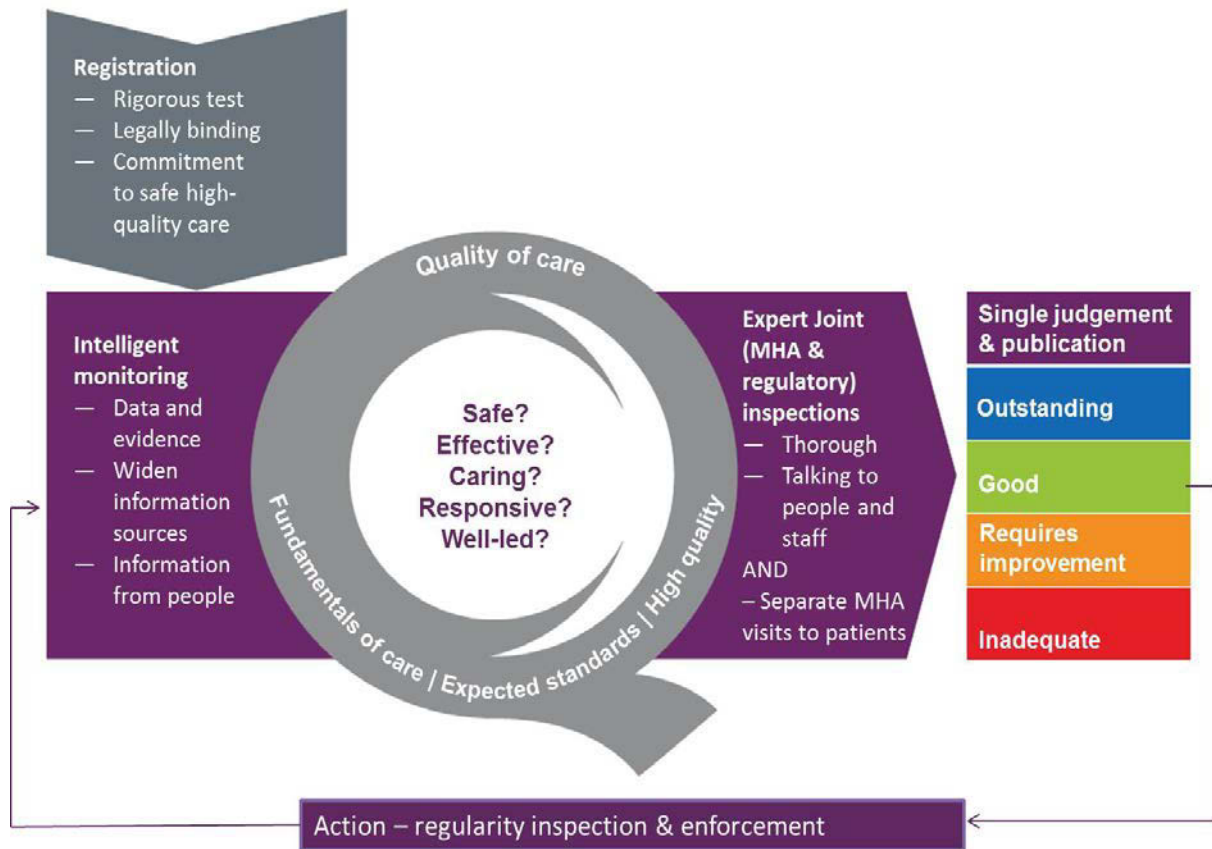 Registration
— Rigorous test
— Legally binding
— Commitment
to safe high-
quality care
Intelligent
monitoring
— Data and
evidence
— Widen
information
sources
— Information
from people
Quality of care
Safe?
Effective?
Caring?
Responsive?
Well-led?
Fundamentals of care | Expected standards | High quality
Expert Joint
(MHA &
regulatory)
inspections
— Thorough
— Talking to
people and
staff
AND
– Separate MHA
visits to patients
Single judgement
& publication
Outstanding
Good
Requires
improvement
Inadequate
Action – regularity inspection & enforcement